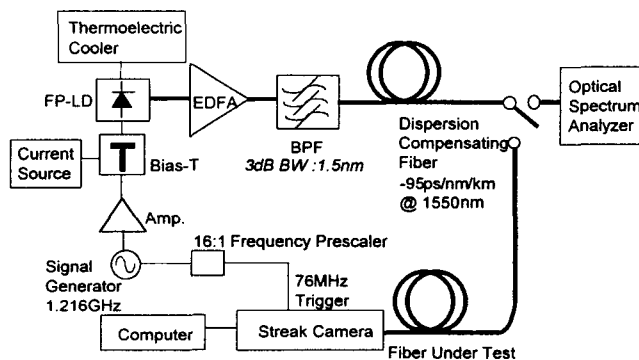 Thermoelectric
Cooler
FP-LD
EDFA
BPF
3dB BW :1.5nm
Dispersion
Compensating
Fiber
-95ps/nm/km
@ 1550nm
Optical
Spectrum
Analyzer
Current
Source
T
Bias-T
Amp.
16:1 Frequency Prescaler
Signal
Generator
1.216GHz
76MHz
Trigger
Computer
Streak Camera
Fiber Under Test